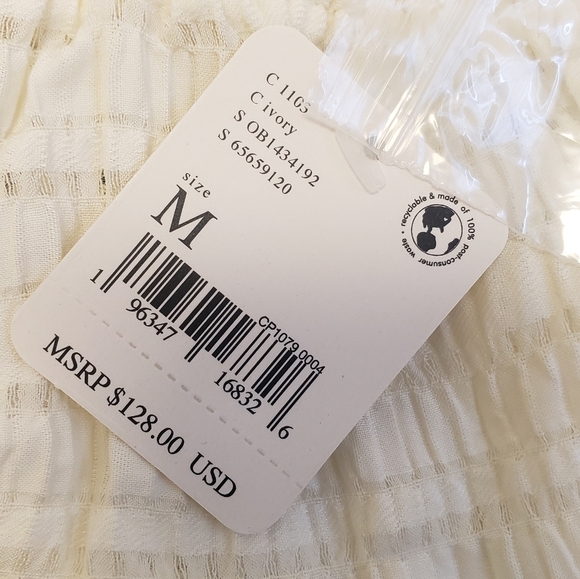 C 1165
C ivory
S OB1434192
S 65659120
size
M
CP1079 0004
1 96347 16832 6
MSRP $128.00 USD
recyclable & made of 100% post-consumer waste •